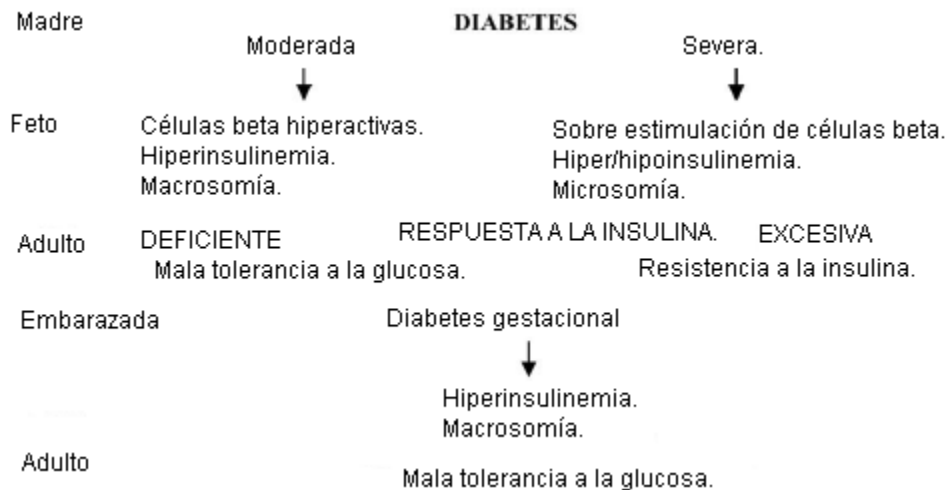 Madre DIABETES
Moderada Severa.
Feto Células beta hiperactivas. Sobre estimulación de células beta.
Hiperinsulinemia. Hiper/hipoinsulinemia.
Macrosomía. Microsomía.
Adulto DEFICIENTE RESPUESTA A LA INSULINA. EXCESIVA
Mala tolerancia a la glucosa. Resistencia a la insulina.
Embarazada Diabetes gestacional
Hiperinsulinemia.
Macrosomía.
Adulto Mala tolerancia a la glucosa.